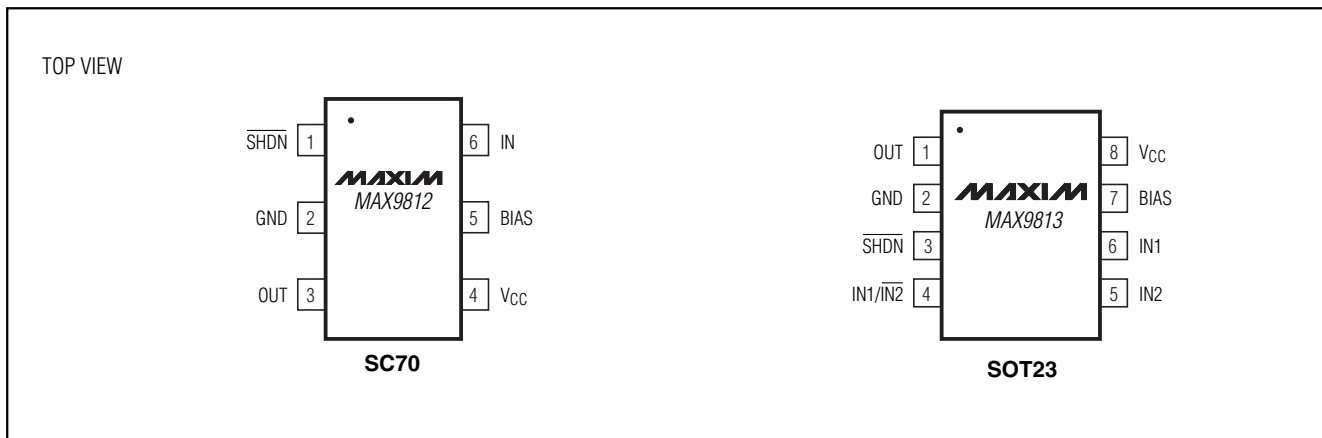 TOP VIEW
SHDN 1
GND 2
OUT 3
MAXIM
MAX9812
6 IN
5 BIAS
4 VCC
SC70
OUT 1
GND 2
SHDN 3
IN1/IN2 4
MAXIM
MAX9813
8 VCC
7 BIAS
6 IN1
5 IN2
SOT23